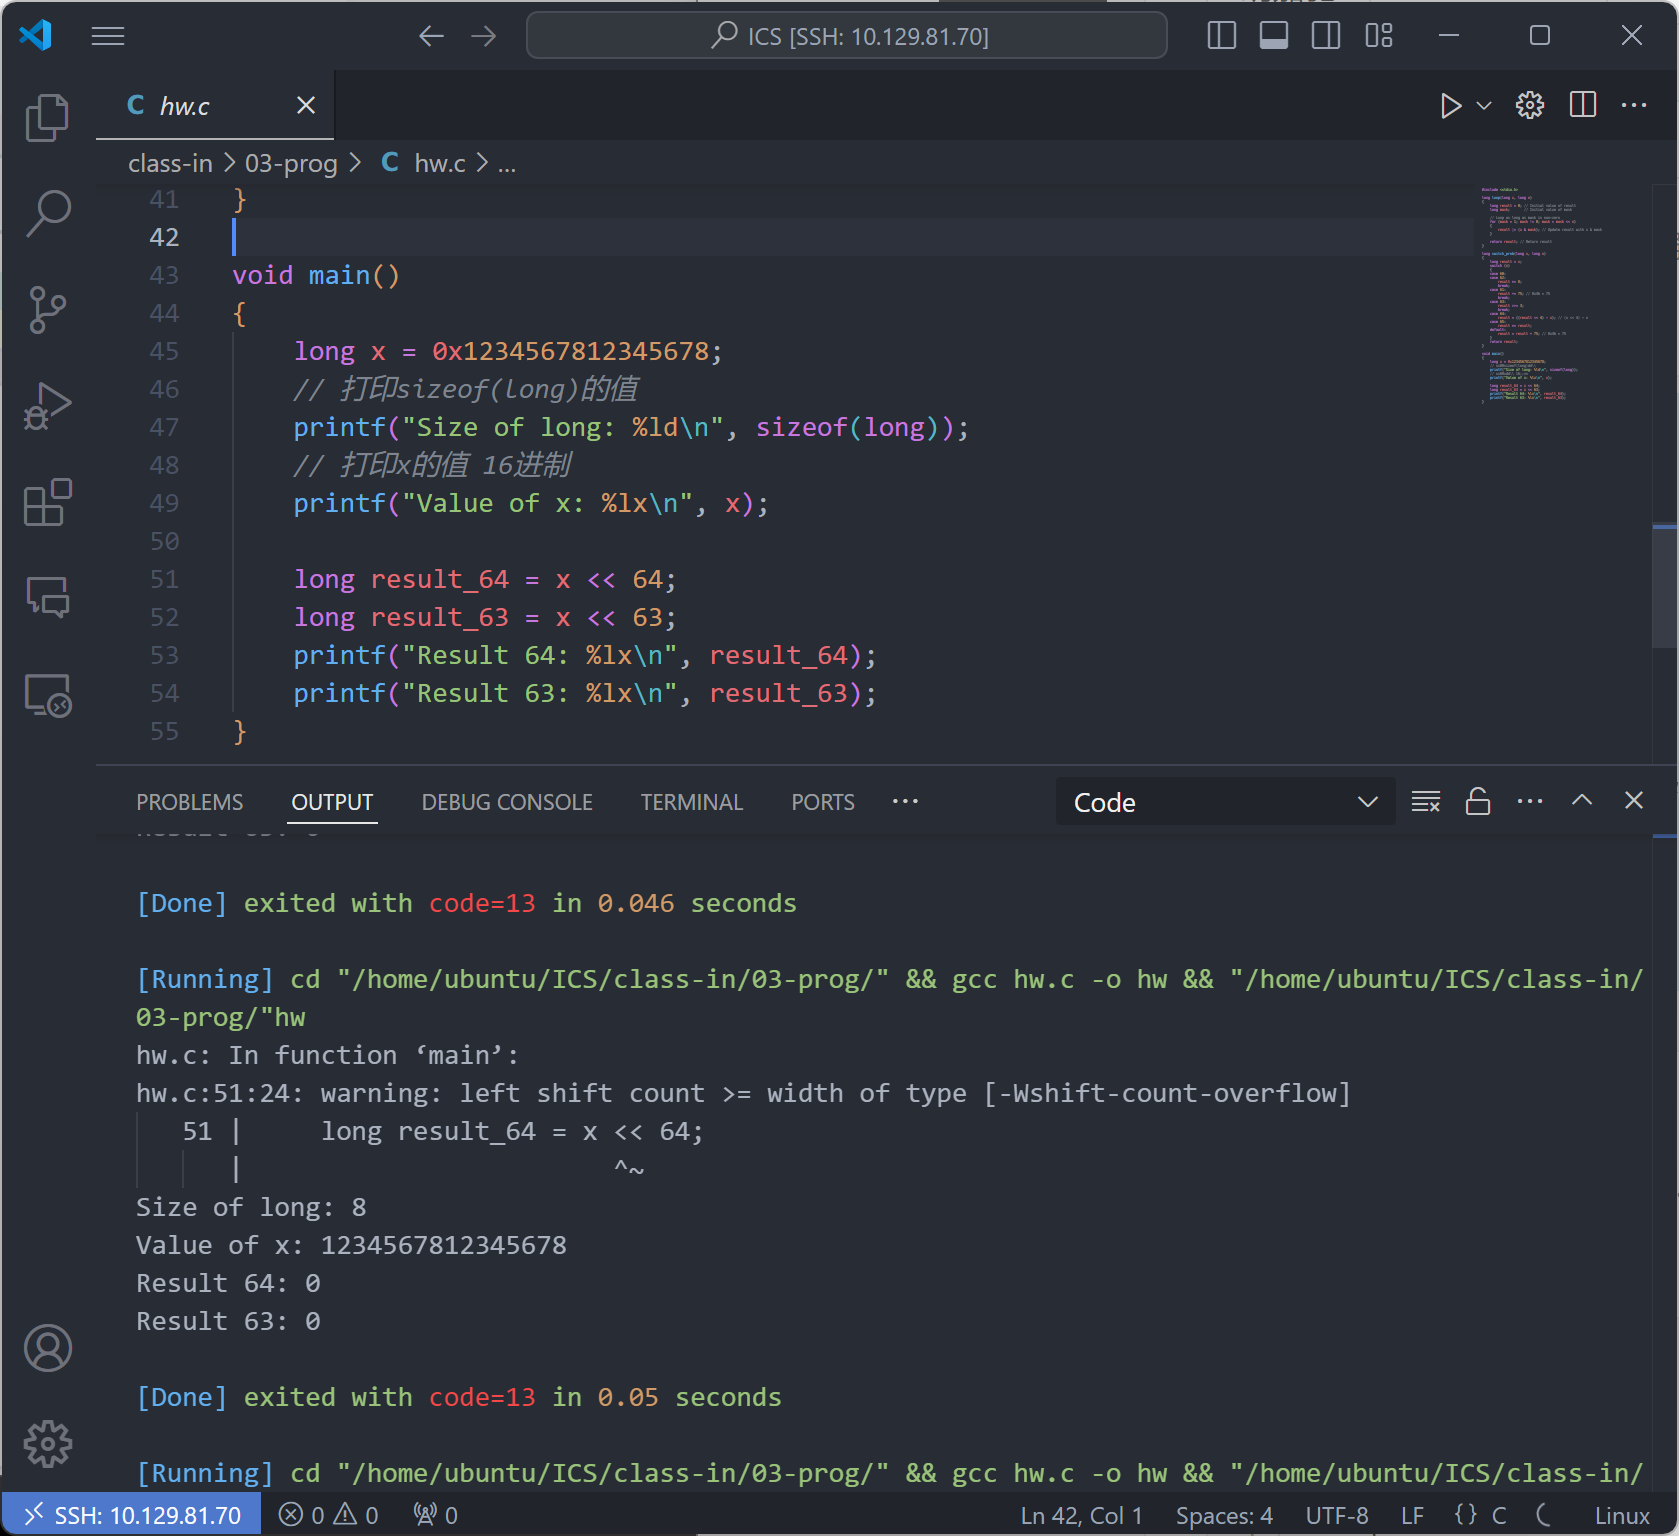 ICS [SSH: 10.129.81.70]
C hw.c
class-in > 03-prog > C hw.c > ...
41 }
42
43 void main()
44 {
45 long x = 0x1234567812345678;
46 // 打印sizeof(long)的值
47 printf("Size of long: %ld\n", sizeof(long));
48 // 打印x的值 16进制
49 printf("Value of x: %lx\n", x);
50
51 long result_64 = x << 64;
52 long result_63 = x << 63;
53 printf("Result 64: %lx\n", result_64);
54 printf("Result 63: %lx\n", result_63);
55 }
PROBLEMS OUTPUT DEBUG CONSOLE TERMINAL PORTS ... Code
[Done] exited with code=13 in 0.046 seconds
[Running] cd "/home/ubuntu/ICS/class-in/03-prog/" && gcc hw.c -o hw && "/home/ubuntu/ICS/class-in/
03-prog/"hw
hw.c: In function ‘main’:
hw.c:51:24: warning: left shift count >= width of type [-Wshift-count-overflow]
51 | long result_64 = x << 64;
| ^~
Size of long: 8
Value of x: 1234567812345678
Result 64: 0
Result 63: 0
[Done] exited with code=13 in 0.05 seconds
[Running] cd "/home/ubuntu/ICS/class-in/03-prog/" && gcc hw.c -o hw && "/home/ubuntu/ICS/class-in/
SSH: 10.129.81.70 0 0 0 Ln 42, Col 1 Spaces: 4 UTF-8 LF {} C Linux